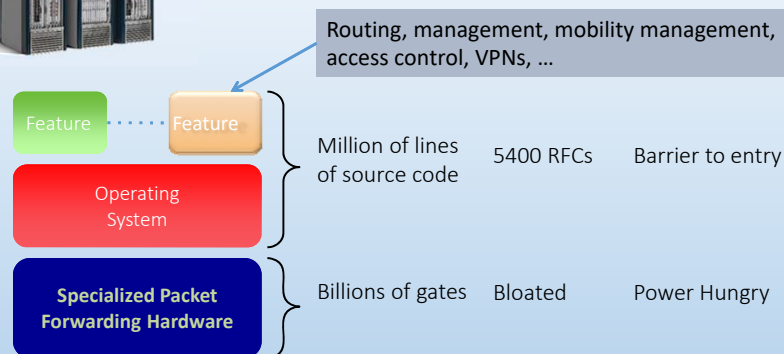 Routing, management, mobility management,
access control, VPNs, ...
Feature
Feature
Million of lines
of source code
5400 RFCs
Barrier to entry
Operating
System
Specialized Packet
Forwarding Hardware
Billions of gates
Bloated
Power Hungry